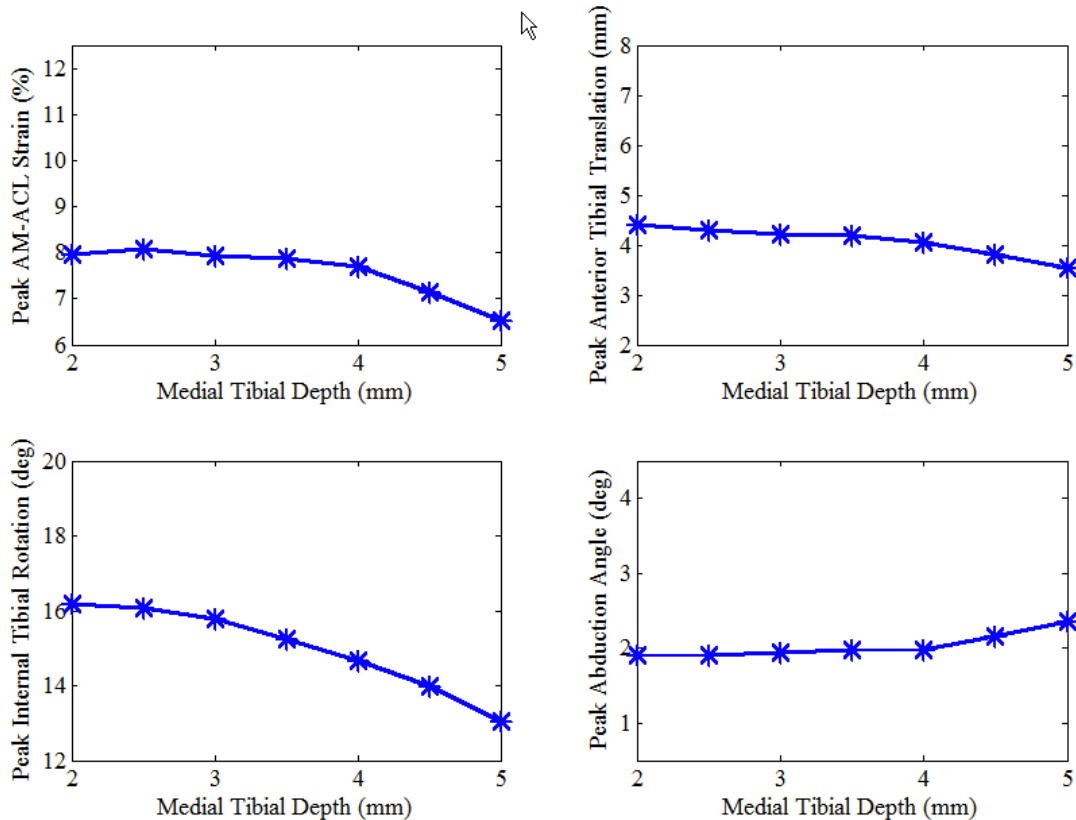 Peak AM-ACL Strain (%)
12
11
10
9
8
7
6
2 3 4 5
Medial Tibial Depth (mm)
Peak Anterior Tibial Translation (mm)
8
7
6
5
4
3
2
2 3 4 5
Medial Tibial Depth (mm)
Peak Internal Tibial Rotation (deg)
20
18
16
14
12
2 3 4 5
Medial Tibial Depth (mm)
Peak Abduction Angle (deg)
4
3
2
1
2 3 4 5
Medial Tibial Depth (mm)